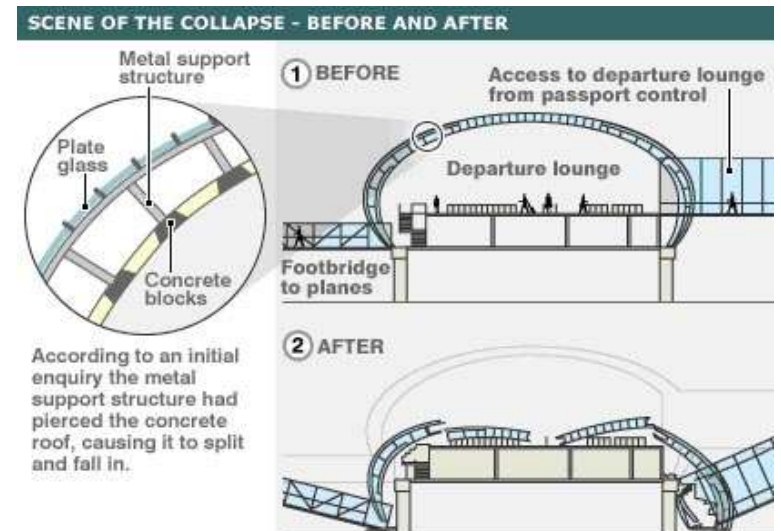 SCENE OF THE COLLAPSE - BEFORE AND AFTER
Metal support
structure
Plate
glass
Concrete
blocks
According to an initial
enquiry the metal
support structure had
pierced the concrete
roof, causing it to split
and fall in.
1 BEFORE
Access to departure lounge
from passport control
Departure lounge
Footbridge
to planes
2 AFTER